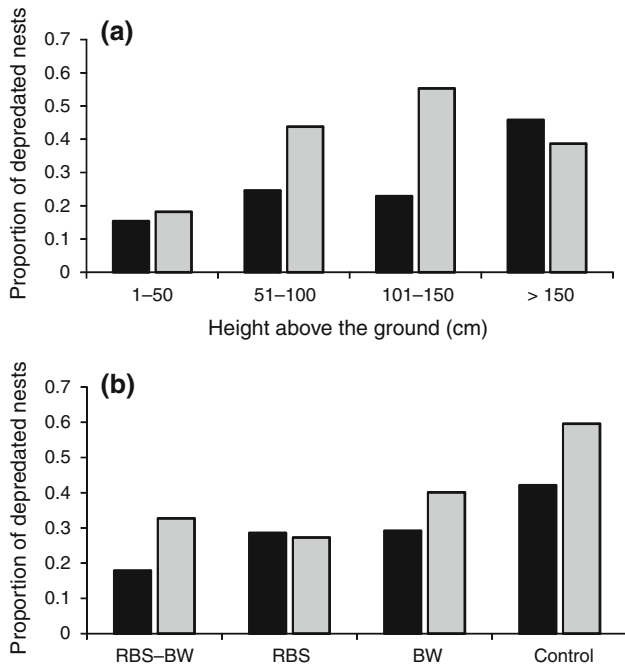 (a)
Proportion of depredated nests
0.7
0.6
0.5
0.4
0.3
0.2
0.1
0
1–50 51–100 101–150 > 150
Height above the ground (cm)
(b)
Proportion of depredated nests
0.7
0.6
0.5
0.4
0.3
0.2
0.1
0
RBS–BW RBS BW Control